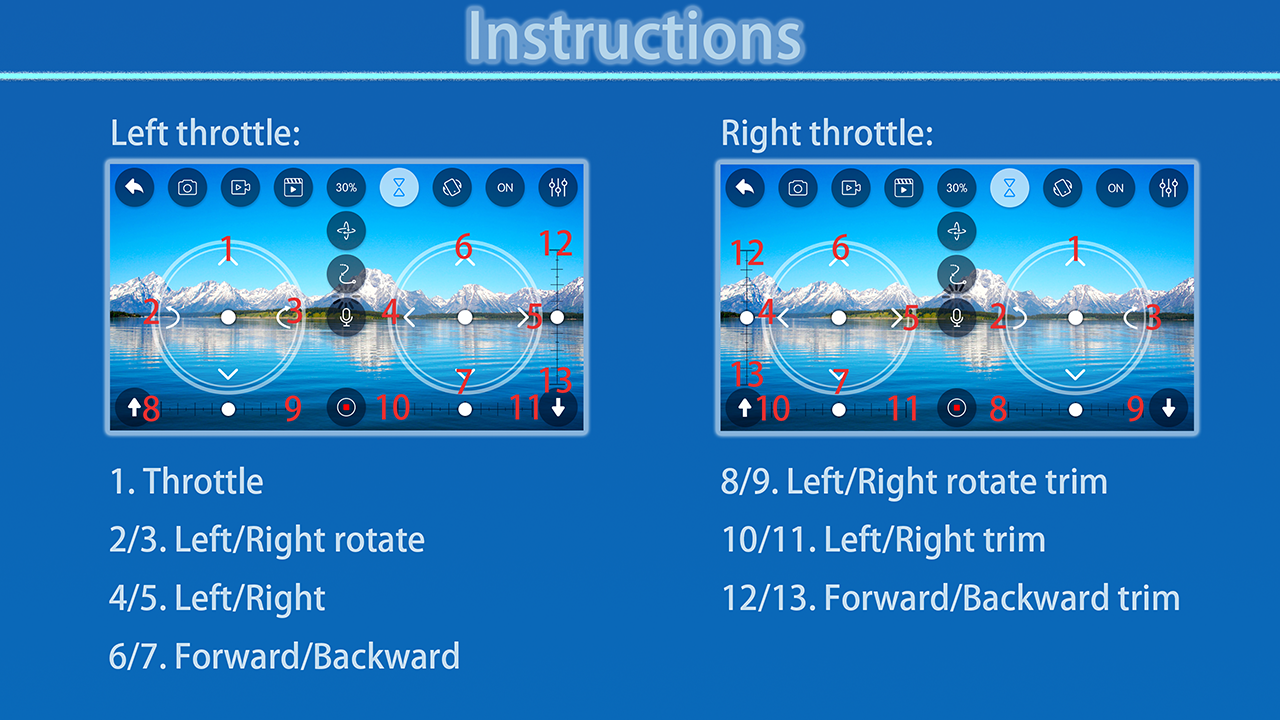 Instructions
Left throttle:
30% ON
1 6 12
2 3 4 5
7 13
8 9 10 11
Right throttle:
30% ON
12 6 1
4 5 2 3
13 7
10 11 8 9
1. Throttle
2/3. Left/Right rotate
4/5. Left/Right
6/7. Forward/Backward
8/9. Left/Right rotate trim
10/11. Left/Right trim
12/13. Forward/Backward trim